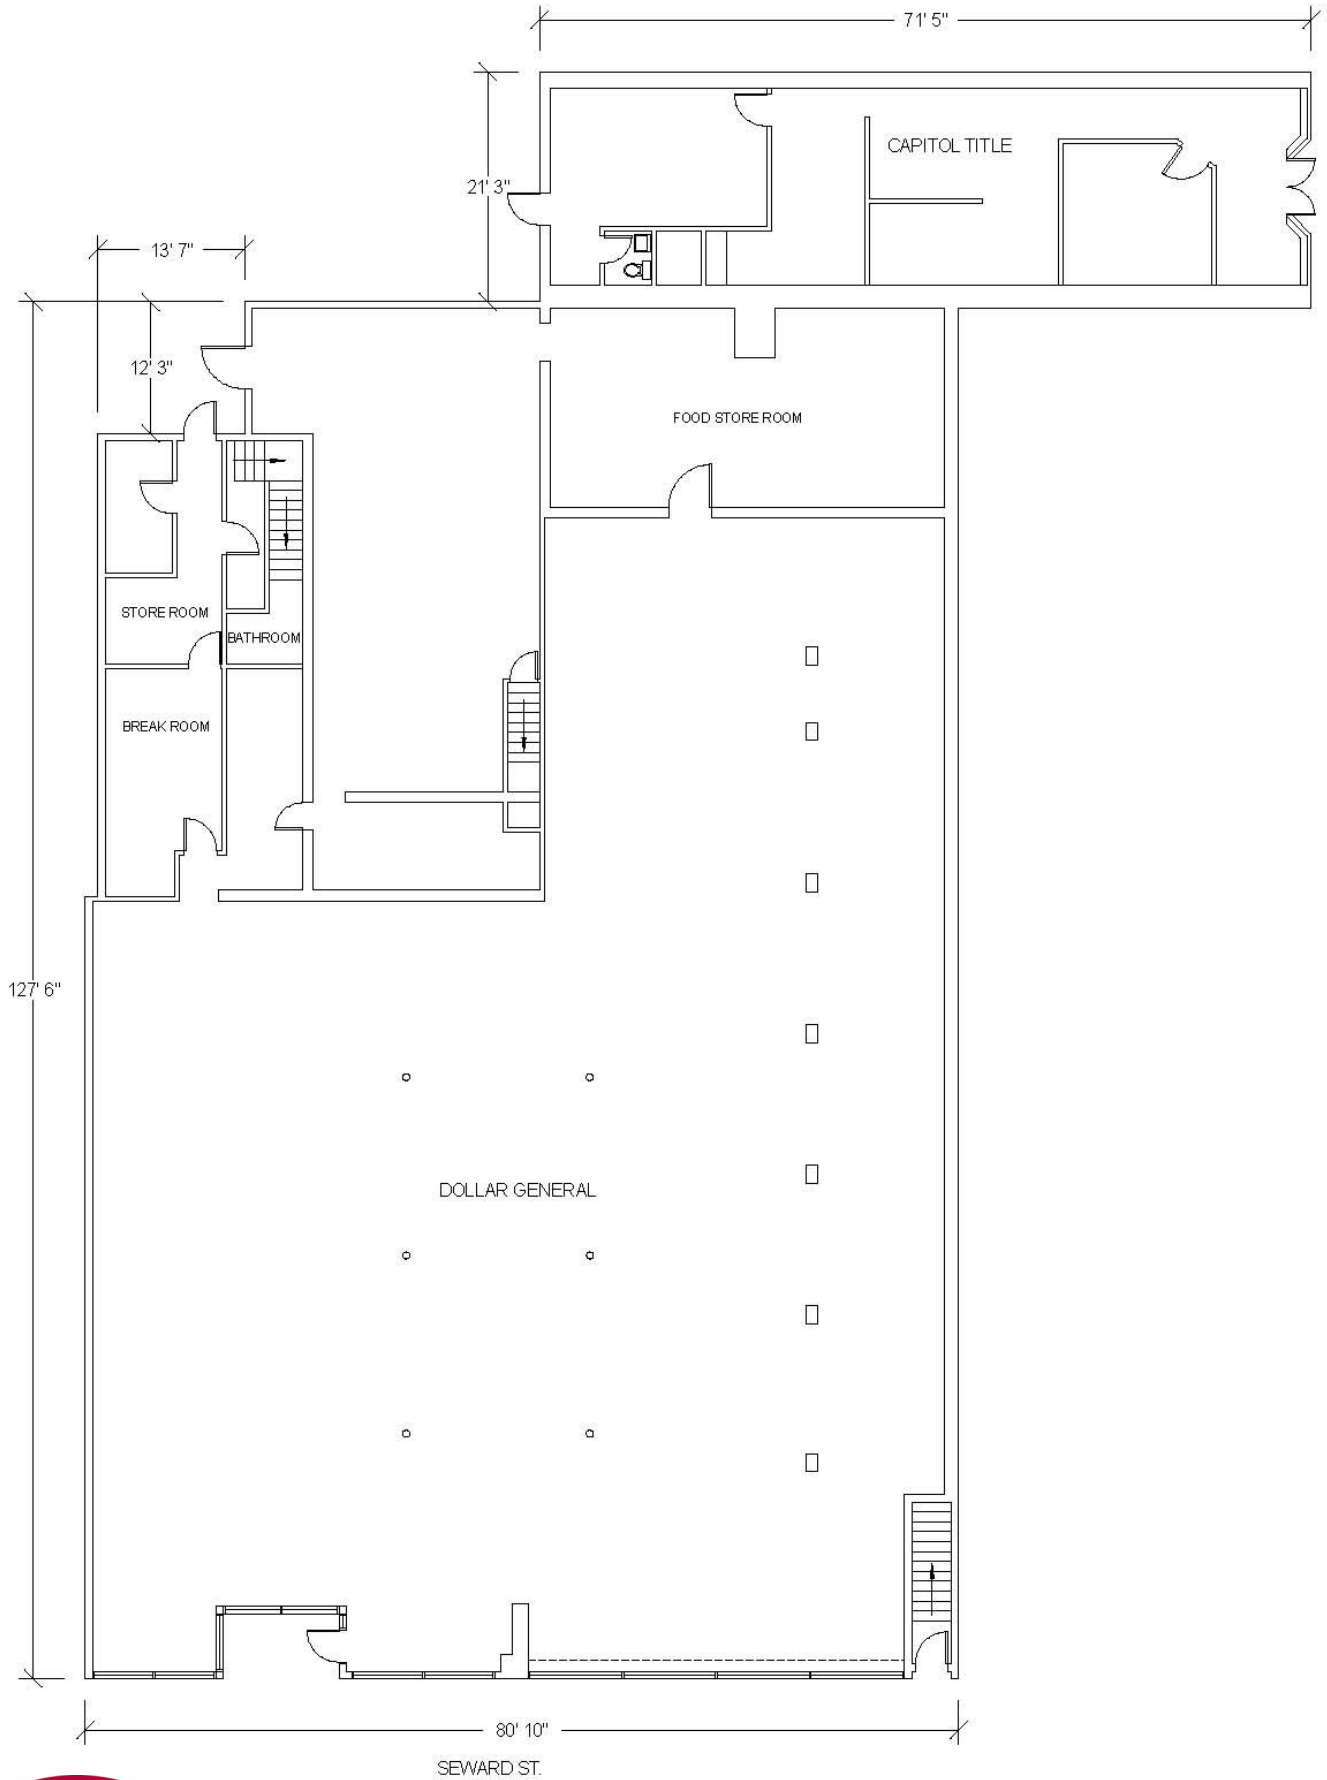 71' 5"
CAPITOL TITLE
21' 3"
13' 7"
12' 3"
FOOD STORE ROOM
STORE ROOM
BATHROOM
BREAK ROOM
127' 6"
DOLLAR GENERAL
80' 10"
SEWARD ST.